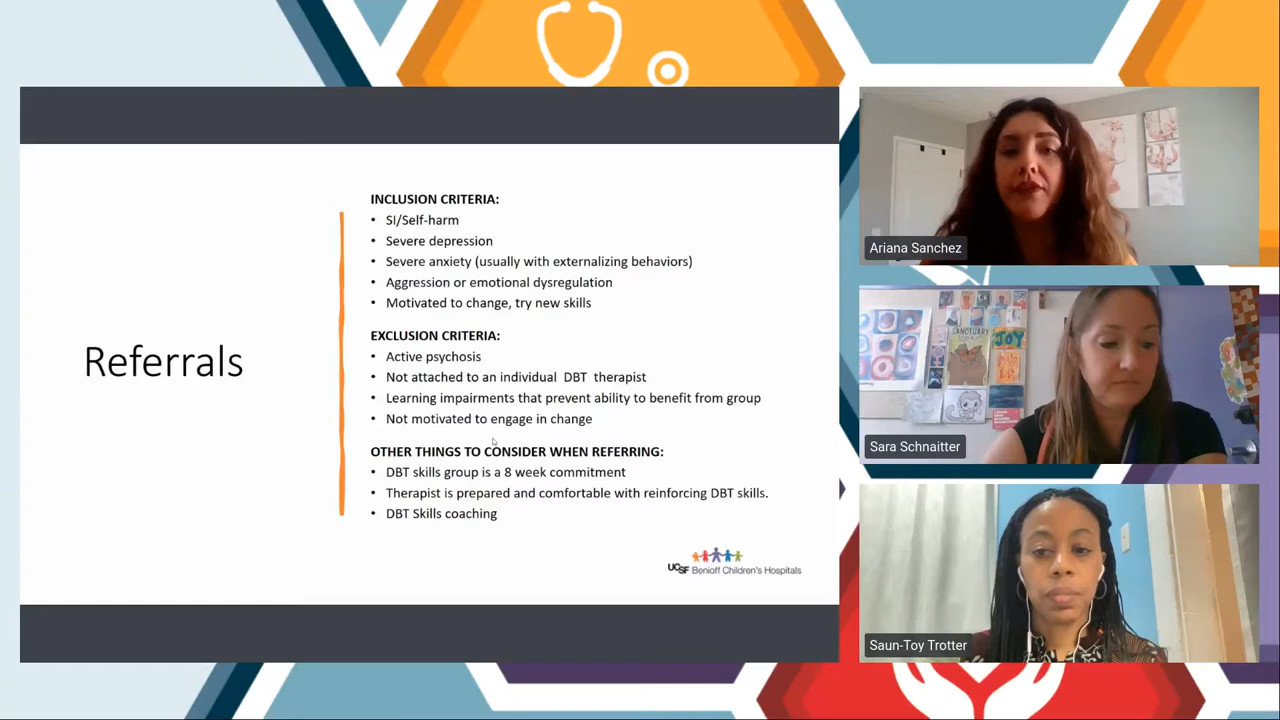 Referrals
INCLUSION CRITERIA:
• SI/Self-harm
• Severe depression
• Severe anxiety (usually with externalizing behaviors)
• Aggression or emotional dysregulation
• Motivated to change, try new skills
EXCLUSION CRITERIA:
• Active psychosis
• Not attached to an individual  DBT  therapist
• Learning impairments that prevent ability to benefit from group
• Not motivated to engage in change
OTHER THINGS TO CONSIDER WHEN REFERRING:
• DBT skills group is a 8 week commitment
• Therapist is prepared and comfortable with reinforcing DBT skills.
• DBT Skills coaching
UCSF Benioff Children's Hospitals
Ariana Sanchez
SANCTUARY
JOY
Sara Schnaitter
Saun-Toy Trotter